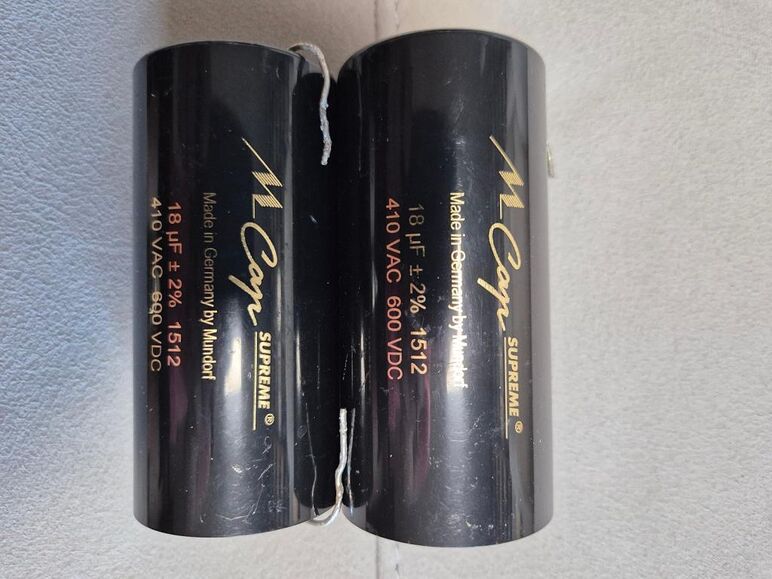 M Cap SUPREME®
Made in Germany by Mundorf
18 µF ± 2% 1512
410 VAC 600 VDC
M Cap SUPREME®
Made in Germany by Mundorf
18 µF ± 2% 1512
410 VAC 600 VDC